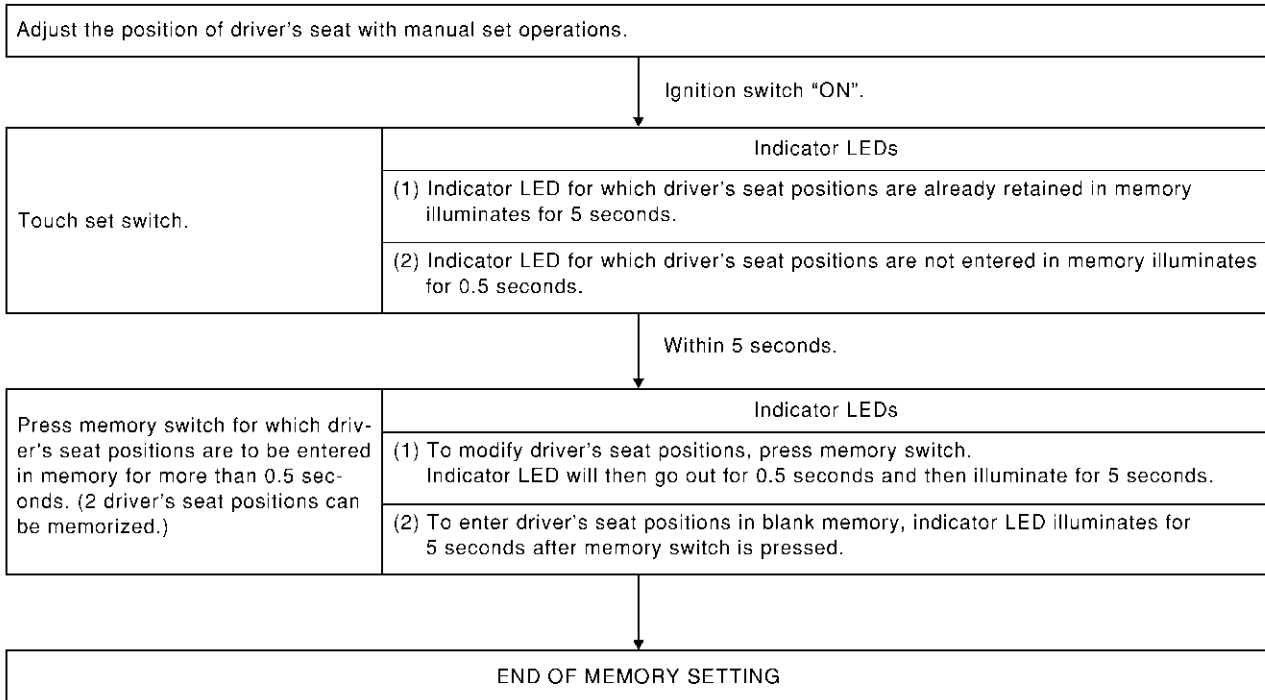 Adjust the position of driver's seat with manual set operations.
Ignition switch “ON”.
Touch set switch.
Indicator LEDs
(1) Indicator LED for which driver's seat positions are already retained in memory
illuminates for 5 seconds.
(2) Indicator LED for which driver's seat positions are not entered in memory illuminates
for 0.5 seconds.
Within 5 seconds.
Press memory switch for which driv-
er's seat positions are to be entered
in memory for more than 0.5 sec-
onds. (2 driver's seat positions can
be memorized.)
Indicator LEDs
(1) To modify driver's seat positions, press memory switch.
Indicator LED will then go out for 0.5 seconds and then illuminate for 5 seconds.
(2) To enter driver's seat positions in blank memory, indicator LED illuminates for
5 seconds after memory switch is pressed.
END OF MEMORY SETTING